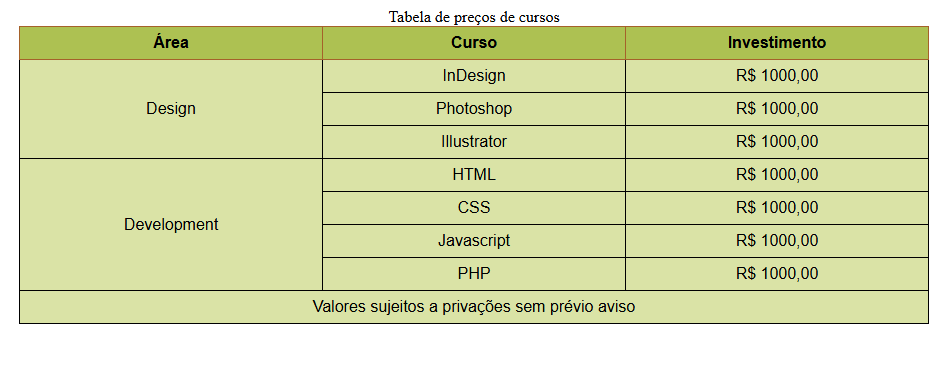 Tabela de preços de cursos
Área Curso Investimento
Design InDesign R$ 1000,00
Photoshop R$ 1000,00
Illustrator R$ 1000,00
Development HTML R$ 1000,00
CSS R$ 1000,00
Javascript R$ 1000,00
PHP R$ 1000,00
Valores sujeitos a privações sem prévio aviso